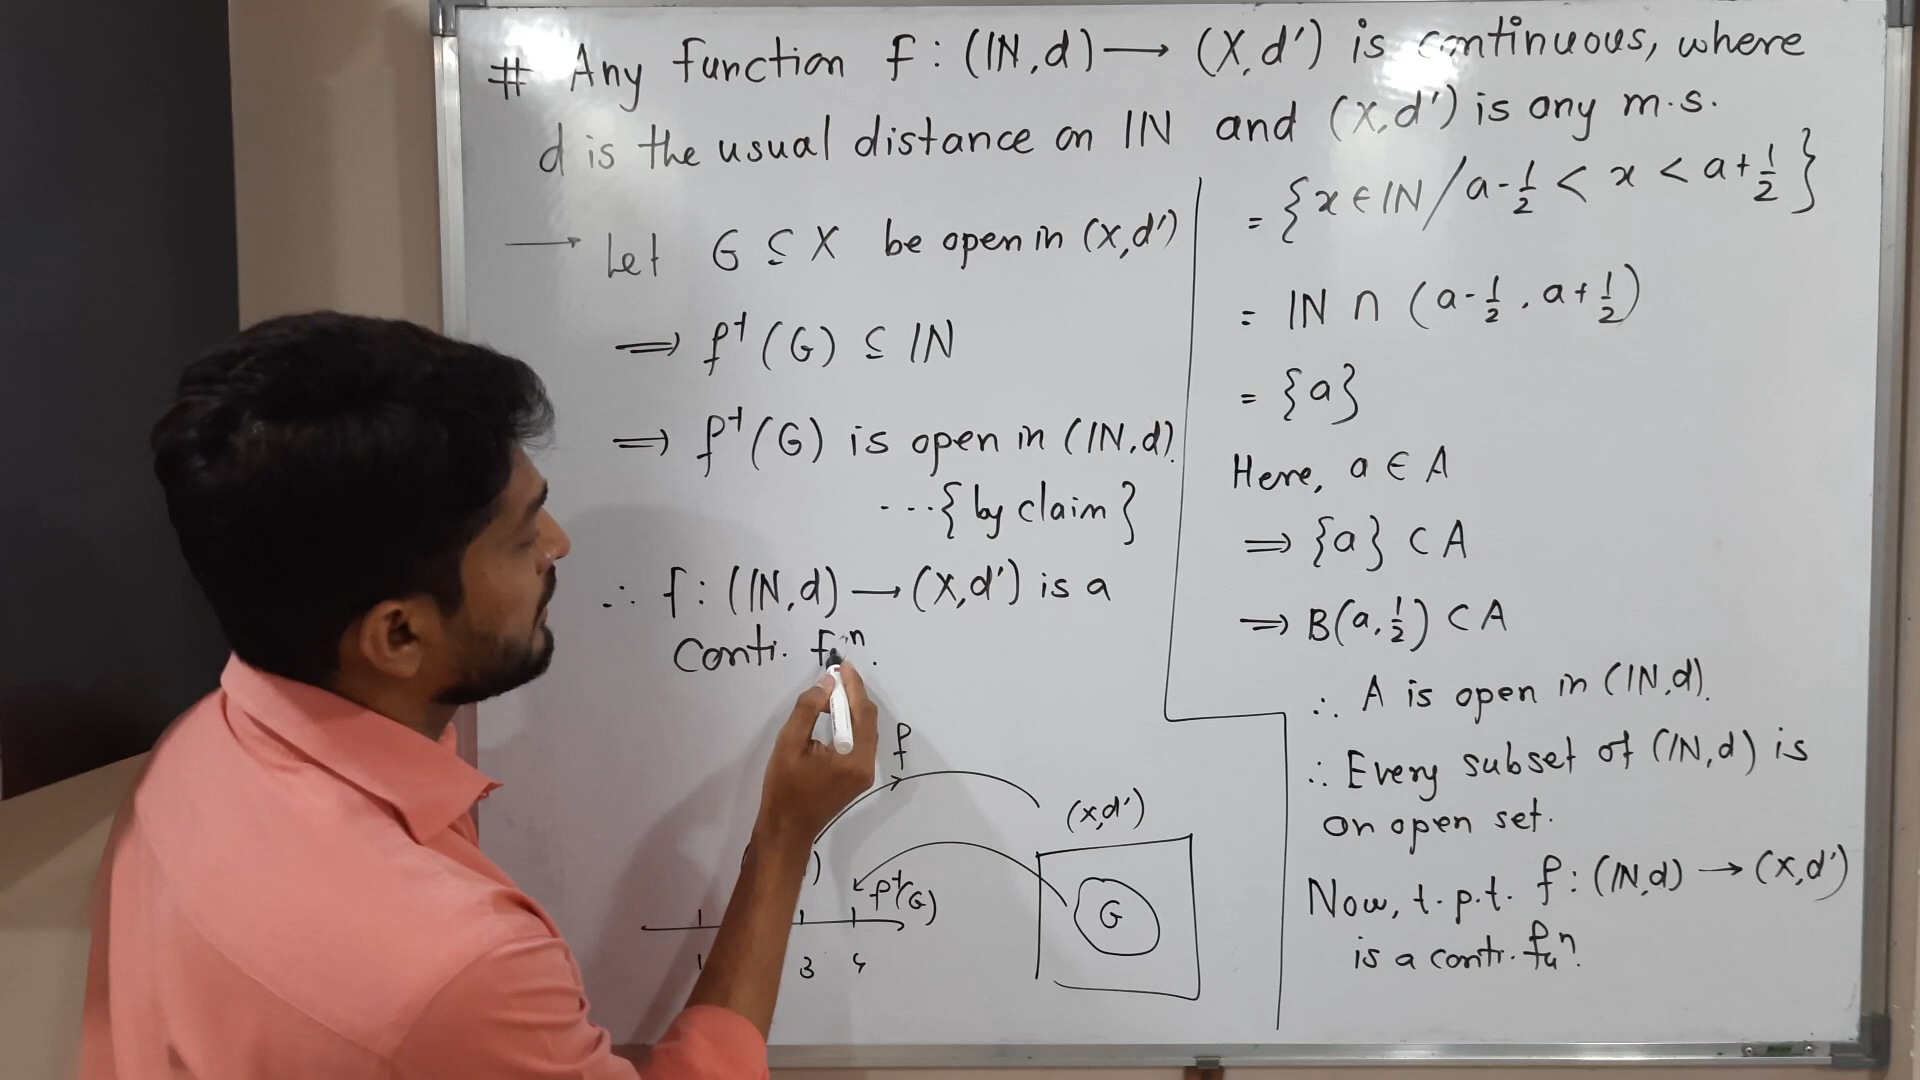 # Any function f : (IN, d) ⟶ (X, d') is continuous, where
d is the usual distance on IN and (X, d') is any m.s.
⟶ Let G ⊆ X be open in (X, d')
⟹ f⁻¹(G) ⊆ IN
⟹ f⁻¹(G) is open in (IN, d).
---{by claim}
∴ f : (IN, d) ⟶ (X, d') is a
Conti. fⁿ.
f
(X, d')
f⁻¹(G)
G
1 3 4
= {x ∈ IN / a - 1/2 < x < a + 1/2}
= IN ∩ (a - 1/2, a + 1/2)
= {a}
Here, a ∈ A
⟹ {a} ⊂ A
⟹ B(a, 1/2) ⊂ A
∴ A is open in (IN, d).
∴ Every subset of (IN, d) is
an open set.
Now, t.p.t. f : (IN, d) ⟶ (X, d')
is a conti. fuⁿ.